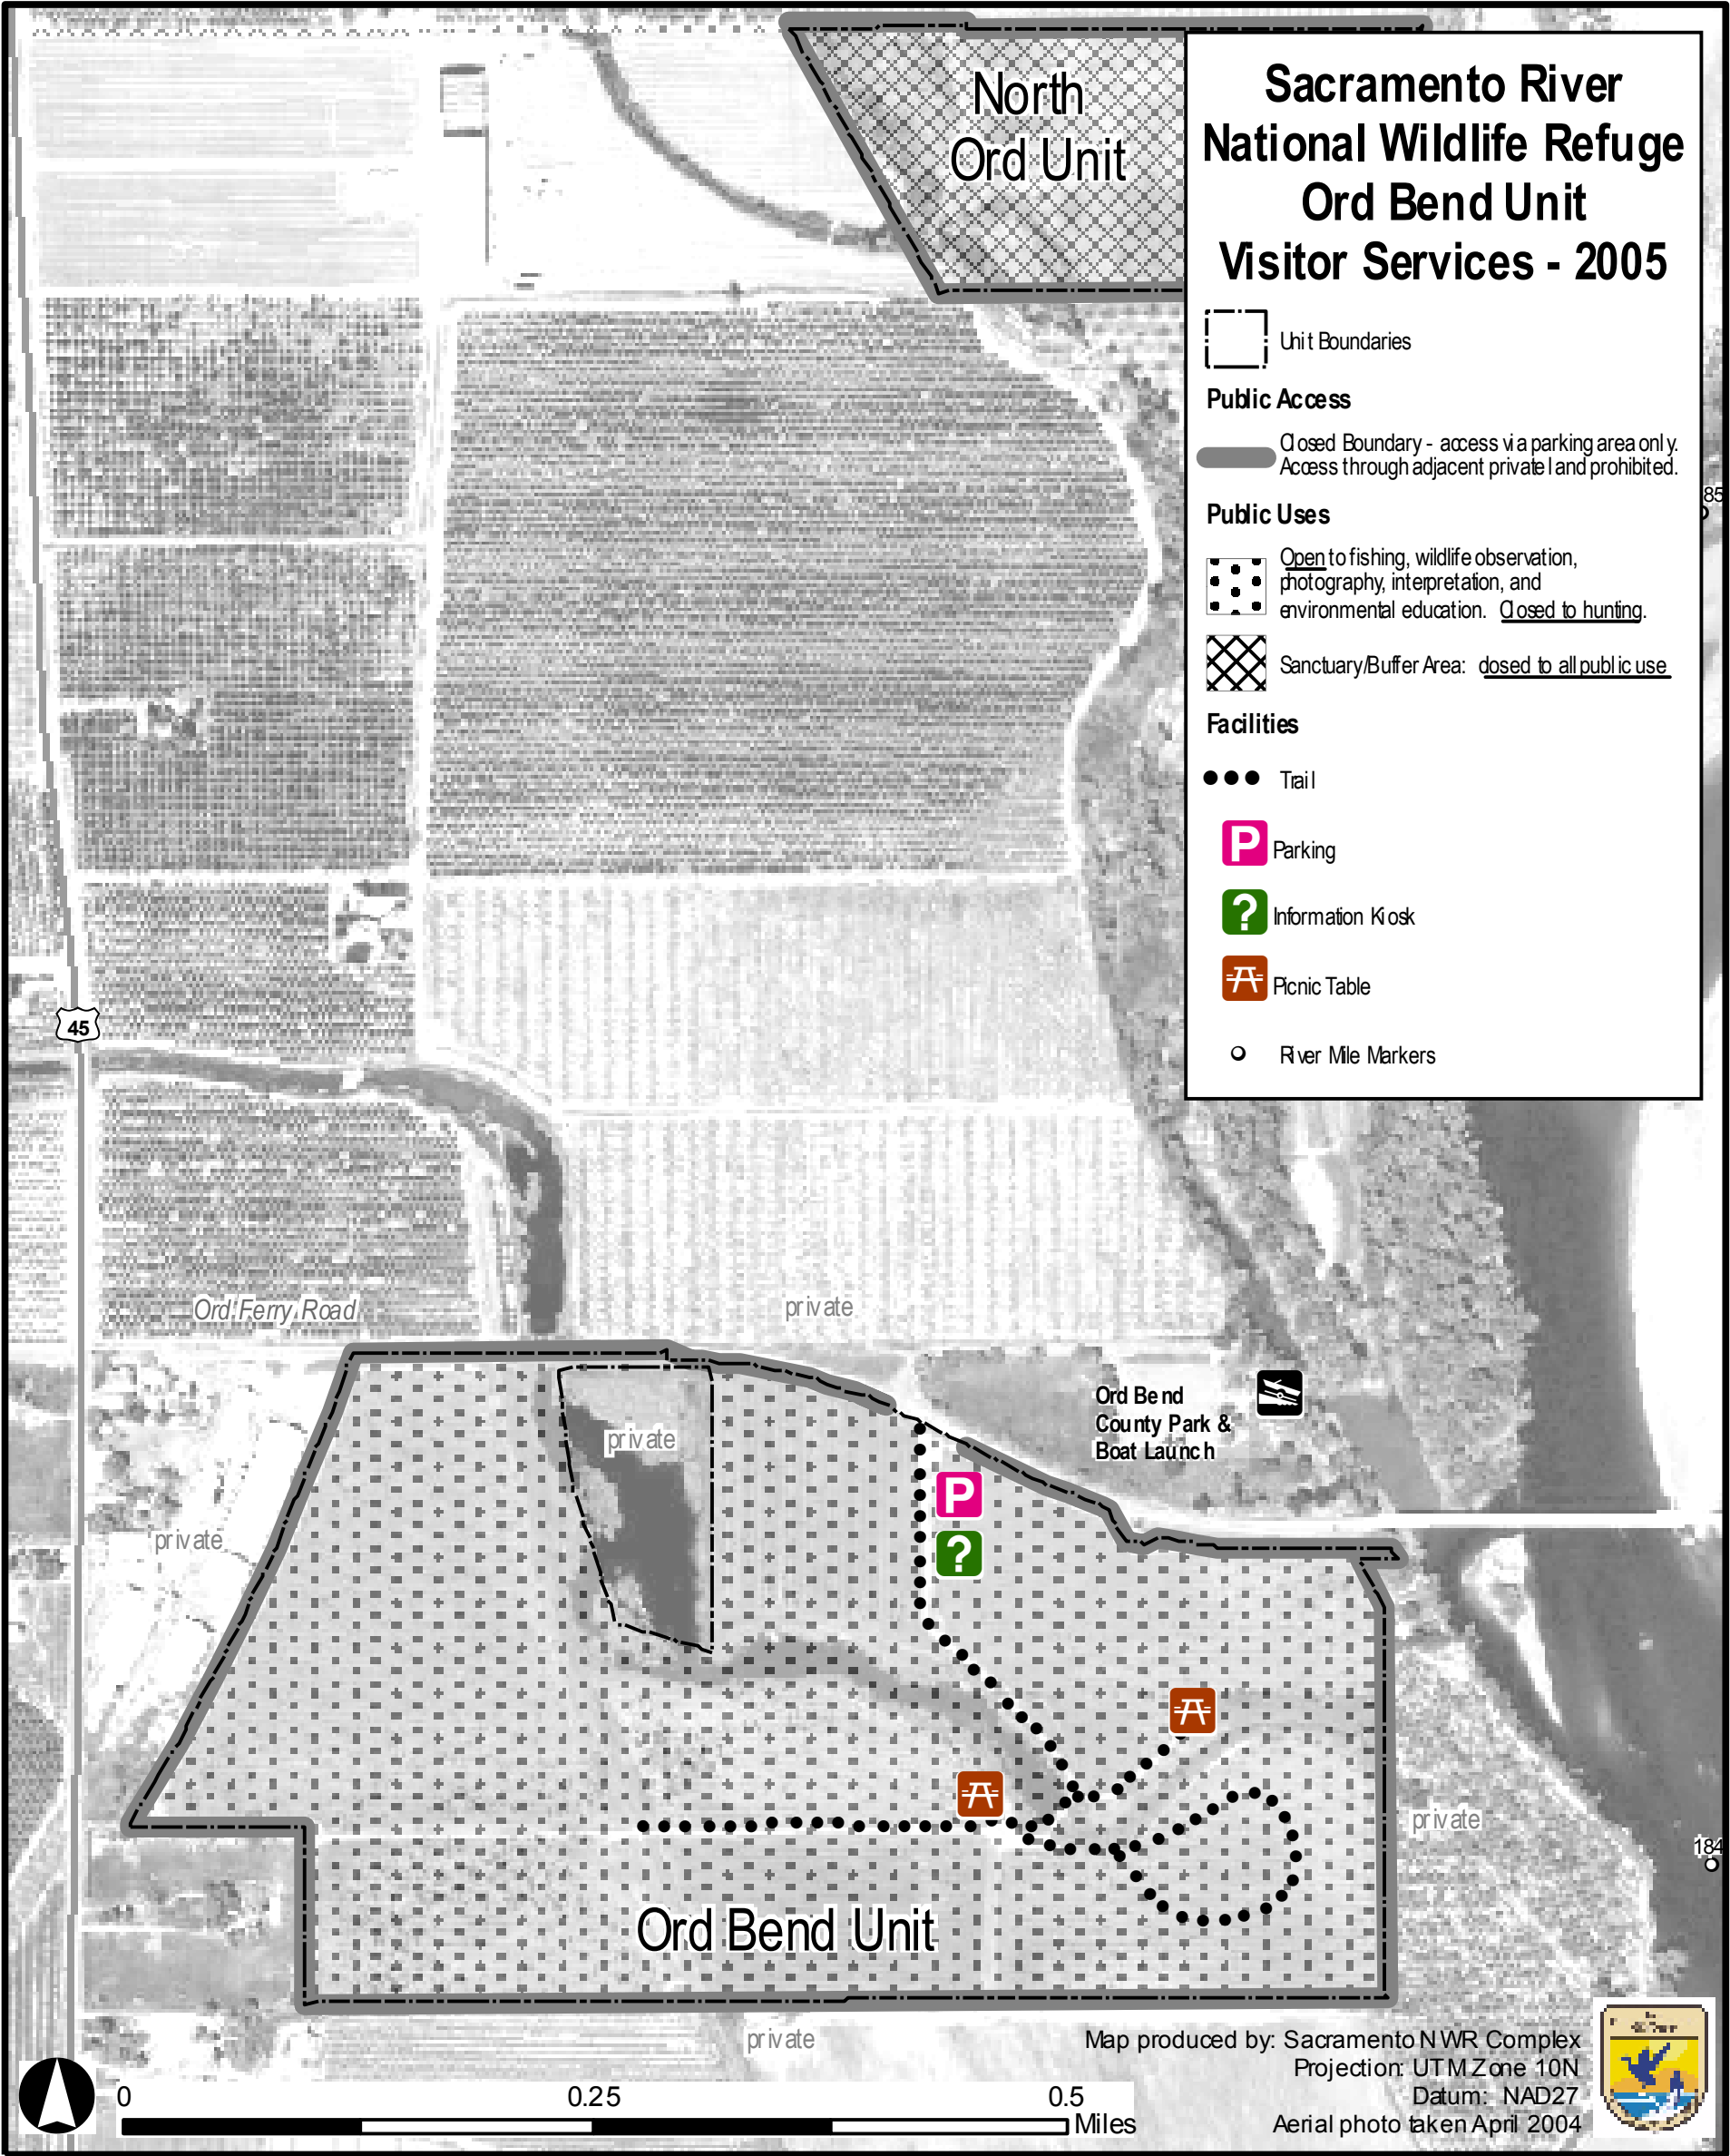 North
Ord Unit
Sacramento River
National Wildlife Refuge
Ord Bend Unit
Visitor Services - 2005
Unit Boundaries
Public Access
Closed Boundary - access via parking area only.
Access through adjacent private land prohibited.
Public Uses
Open to fishing, wildlife observation,
photography, interpretation, and
environmental education. Closed to hunting.
Sanctuary/Buffer Area: closed to all public use
Facilities
Trail
P Parking
? Information Kiosk
Picnic Table
River Mile Markers
85
45
Ord Ferry Road
private
Ord Bend
County Park &
Boat Launch
private
private
P
?
private
184
Ord Bend Unit
private
Map produced by: Sacramento NWR Complex
Projection: UTM Zone 10N
Datum: NAD27
Aerial photo taken April 2004
0 0.25 0.5
Miles